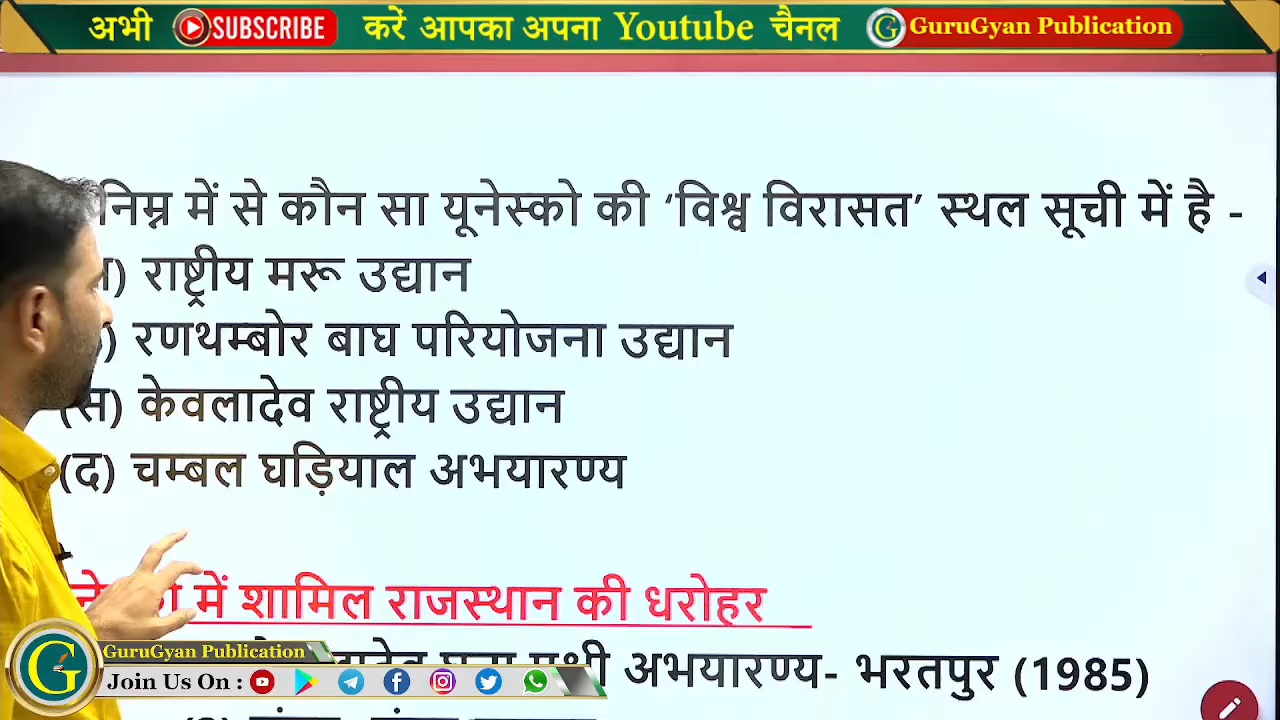 अभी SUBSCRIBE करें आपका अपना Youtube चैनल GuruGyan Publication
निम्न में से कौन सा यूनेस्को की ‘विश्व विरासत’ स्थल सूची में है -
राष्ट्रीय मरू उद्यान
रणथम्बोर बाघ परियोजना उद्यान
(स) केवलादेव राष्ट्रीय उद्यान
(द) चम्बल घड़ियाल अभयारण्य
में शामिल राजस्थान की धरोहर
अभयारण्य- भरतपुर (1985)
GuruGyan Publication
Join Us On :